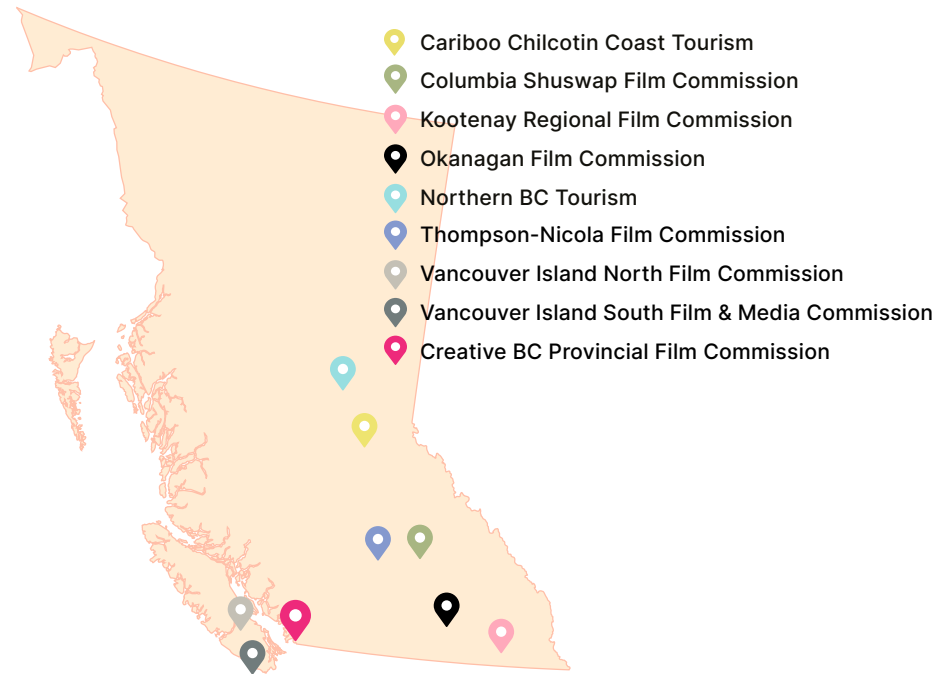 Cariboo Chilcotin Coast Tourism
Columbia Shuswap Film Commission
Kootenay Regional Film Commission
Okanagan Film Commission
Northern BC Tourism
Thompson-Nicola Film Commission
Vancouver Island North Film Commission
Vancouver Island South Film & Media Commission
Creative BC Provincial Film Commission